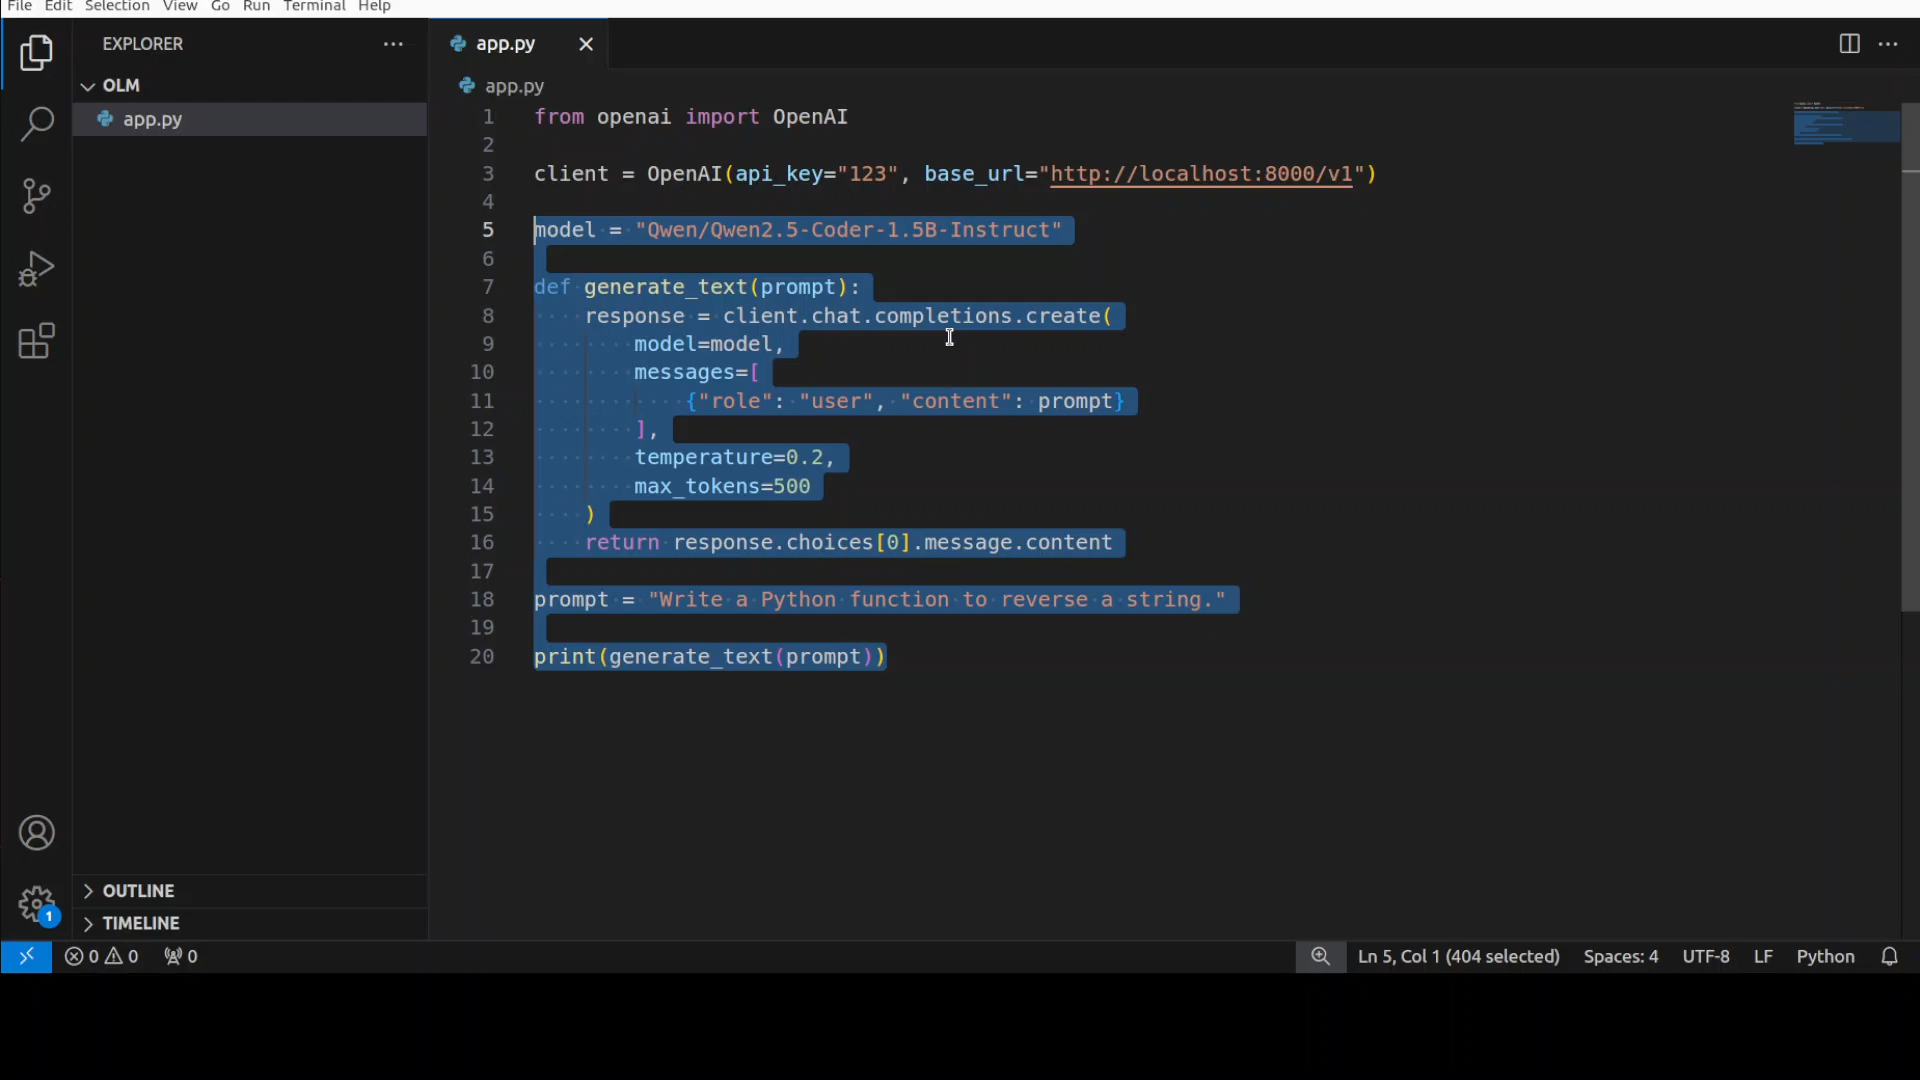 File Edit Selection View Go Run Terminal Help
EXPLORER
app.py
OLM
app.py
app.py
1 from openai import OpenAI
2
3 client = OpenAI(api_key="123", base_url="http://localhost:8000/v1")
4
5 model = "Qwen/Qwen2.5-Coder-1.5B-Instruct"
6
7 def generate_text(prompt):
8     response = client.chat.completions.create(
9         model=model,
10         messages=[
11             {"role": "user", "content": prompt}
12         ],
13         temperature=0.2,
14         max_tokens=500
15     )
16     return response.choices[0].message.content
17
18 prompt = "Write a Python function to reverse a string."
19
20 print(generate_text(prompt))
OUTLINE
1
TIMELINE
0 0 0 Ln 5, Col 1 (404 selected) Spaces: 4 UTF-8 LF Python